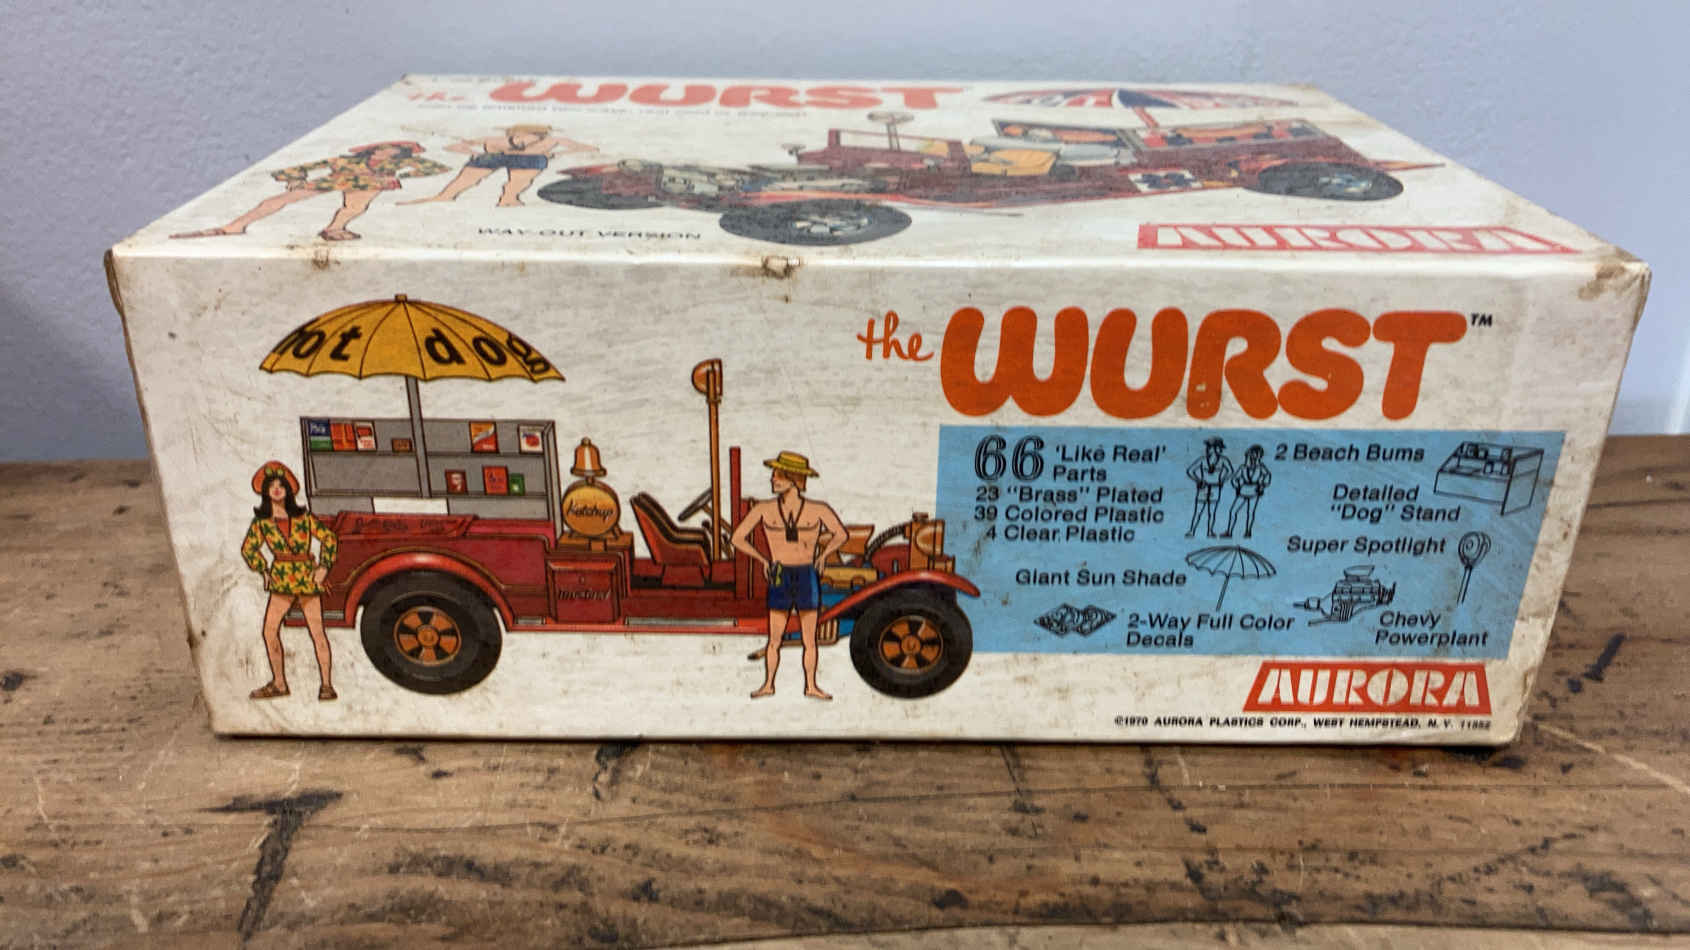 the WURST
WAY-OUT VERSION
AURORA
the WURST™
hot dogs
Ketchup
mustard
66 'Like Real'
Parts
23 "Brass" Plated
39 Colored Plastic
4 Clear Plastic
2 Beach Bums
Detailed
"Dog" Stand
Super Spotlight
Giant Sun Shade
2-Way Full Color
Decals
Chevy
Powerplant
AURORA
©1970 AURORA PLASTICS CORP., WEST HEMPSTEAD, N. Y. 11552